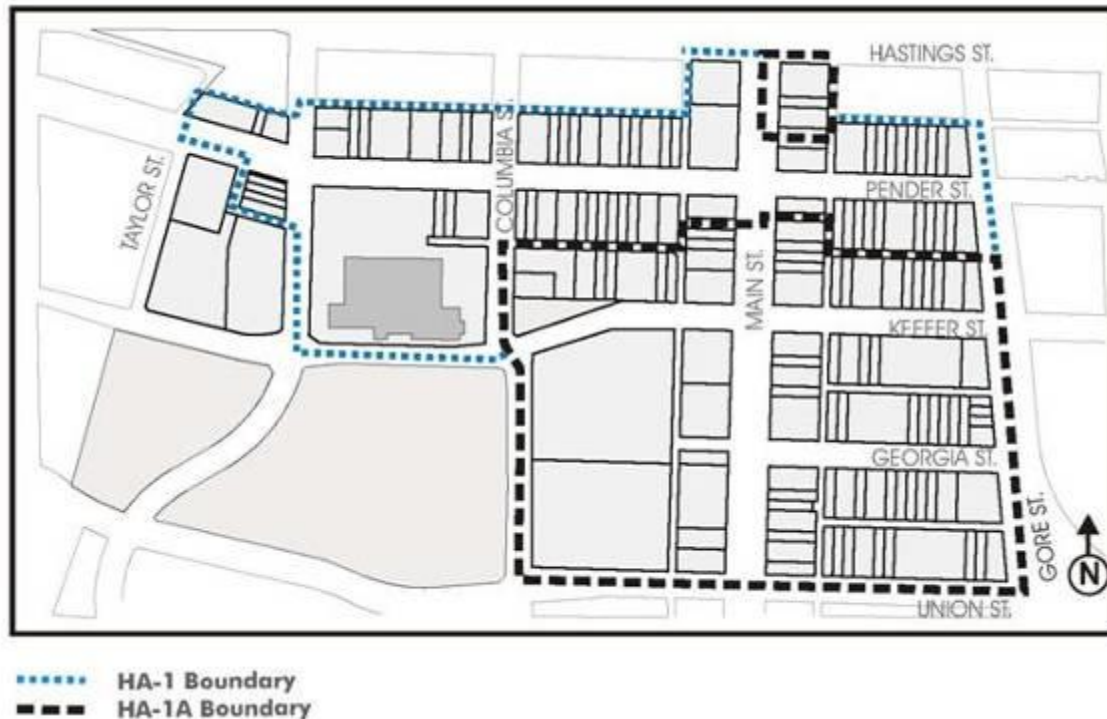 HASTINGS ST.
COLUMBIA ST.
TAYLOR ST.
PENDER ST.
MAIN ST.
KEEFER ST.
GEORGIA ST.
GORE ST.
N
UNION ST.
HA-1 Boundary
HA-1A Boundary